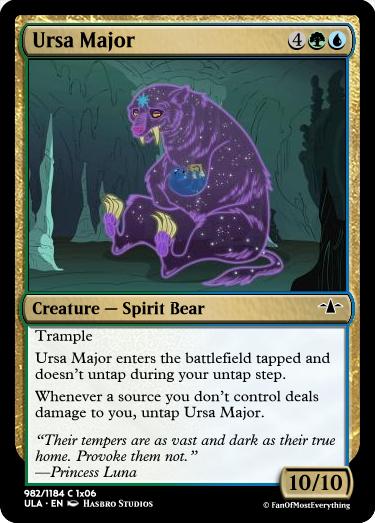 Ursa Major 4
Creature — Spirit Bear
Trample
Ursa Major enters the battlefield tapped and
doesn't untap during your untap step.
Whenever a source you don't control deals
damage to you, untap Ursa Major.
“Their tempers are as vast and dark as their true
home. Provoke them not.”
—Princess Luna
10/10
982/1184 C 1x06
ULA • EN Hasbro Studios
© FanOfMostEverything